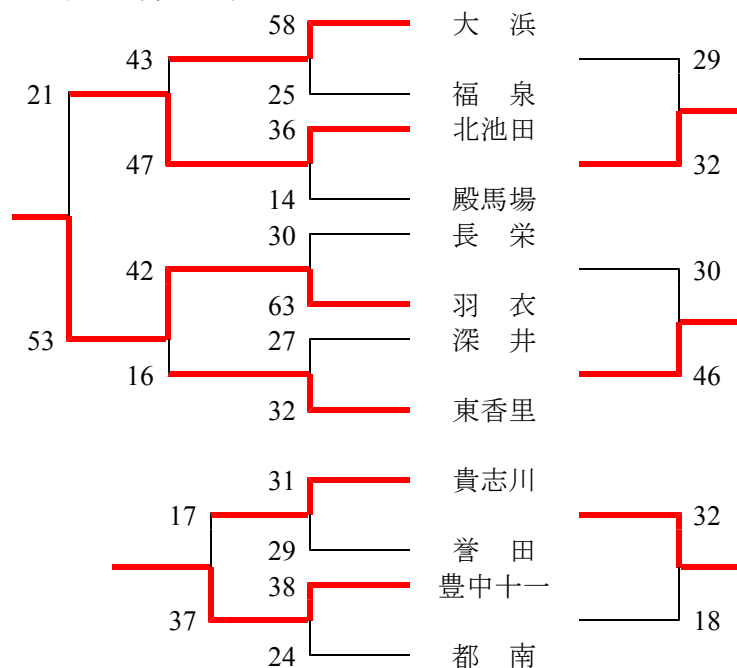 58 大 浜
43 29
21 25 福 泉
36 北池田
47 32
14 殿馬場
30 長 栄
42 30
63 羽 衣
53 27 深 井
16 46
32 東香里
31 貴志川
17 32
29 誉 田
38 豊中十一
37 18
24 都 南